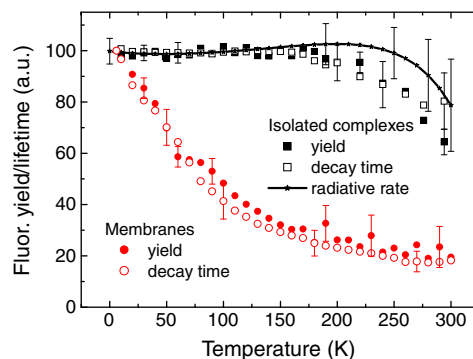 Fluor. yield/lifetime (a.u.)
100
80
60
40
20
0
Isolated complexes
yield
decay time
radiative rate
Membranes
yield
decay time
0 50 100 150 200 250 300
Temperature (K)